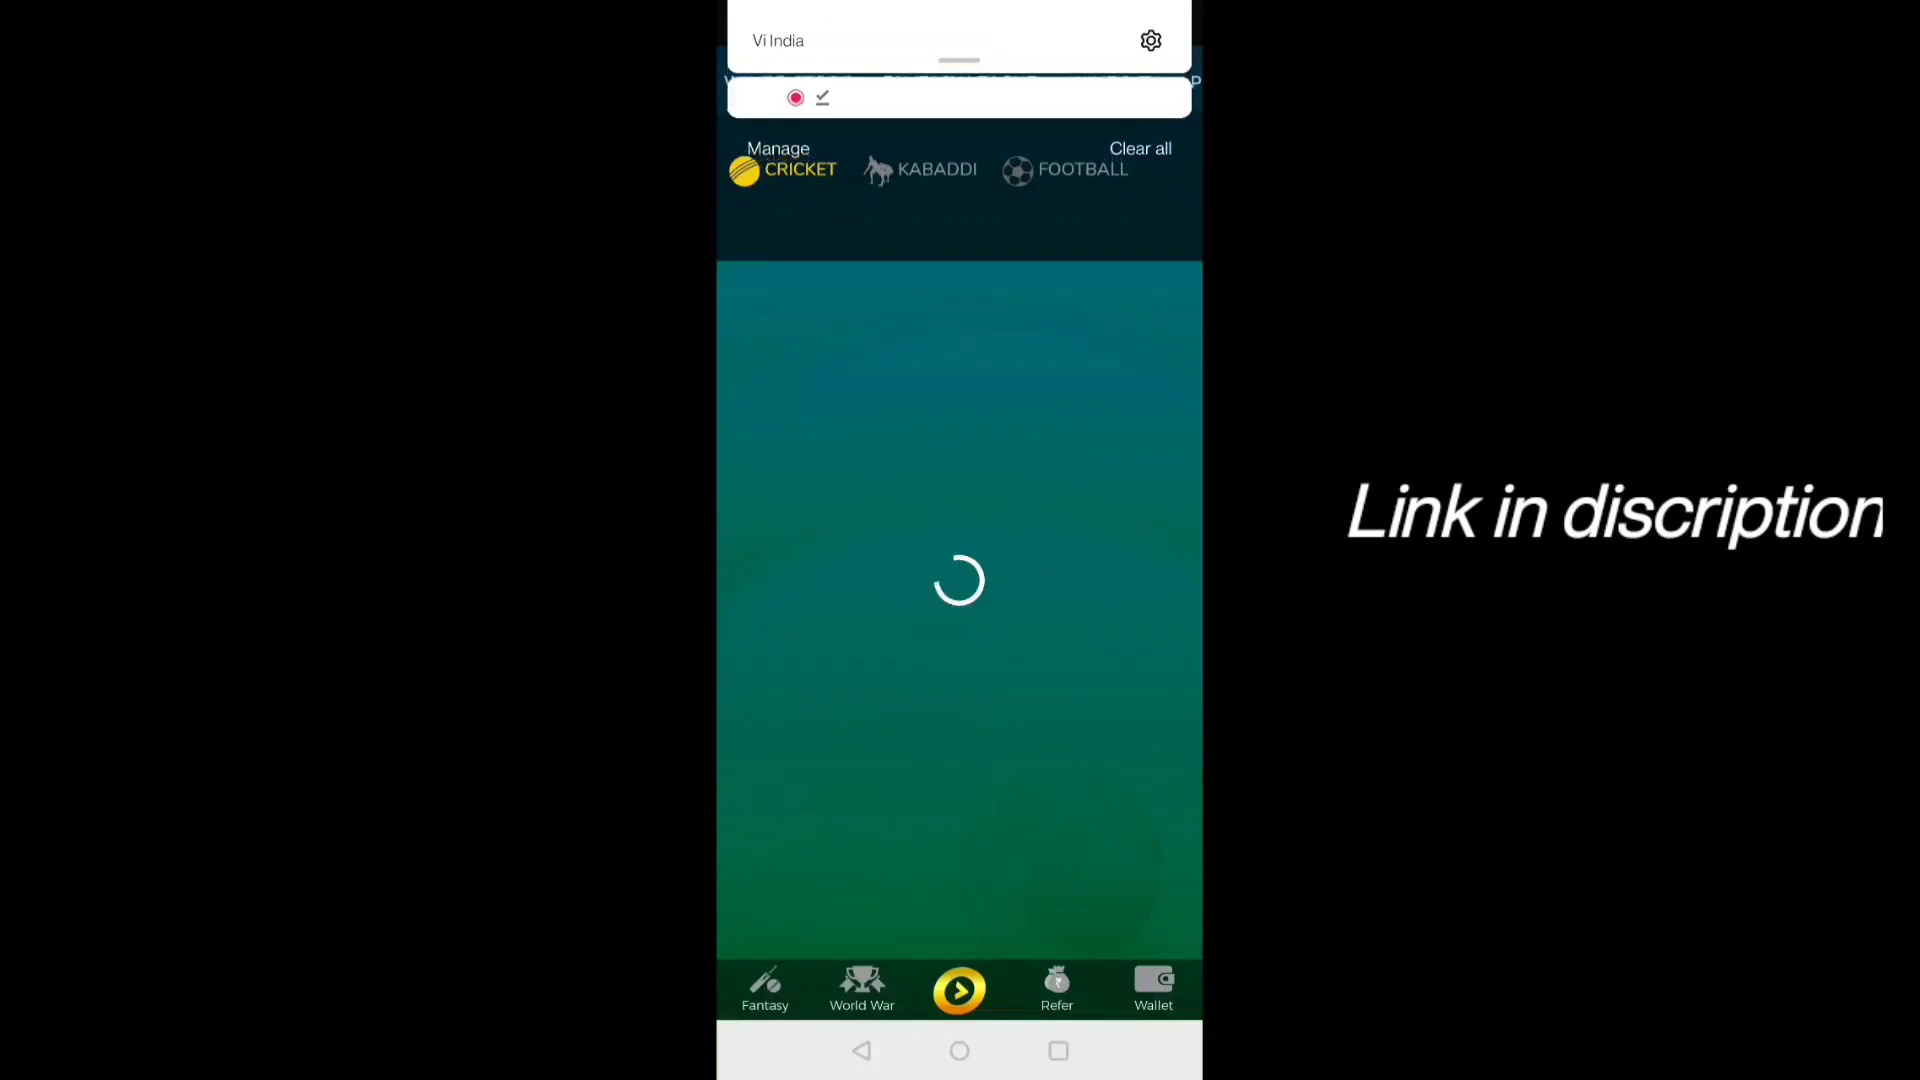 Vi India
Manage
Clear all
CRICKET
KABADDI
FOOTBALL
Link in discription
Fantasy
World War
Refer
Wallet